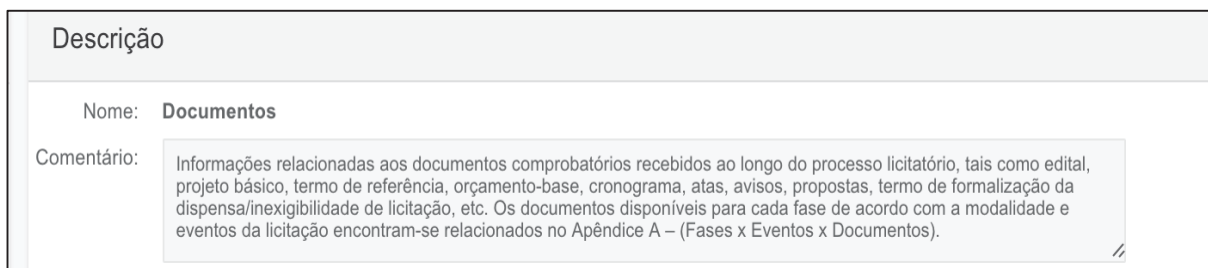 Descrição
Nome: Documentos
Comentário:
Informações relacionadas aos documentos comprobatórios recebidos ao longo do processo licitatório, tais como edital,
projeto básico, termo de referência, orçamento-base, cronograma, atas, avisos, propostas, termo de formalização da
dispensa/inexigibilidade de licitação, etc. Os documentos disponíveis para cada fase de acordo com a modalidade e
eventos da licitação encontram-se relacionados no Apêndice A – (Fases x Eventos x Documentos).